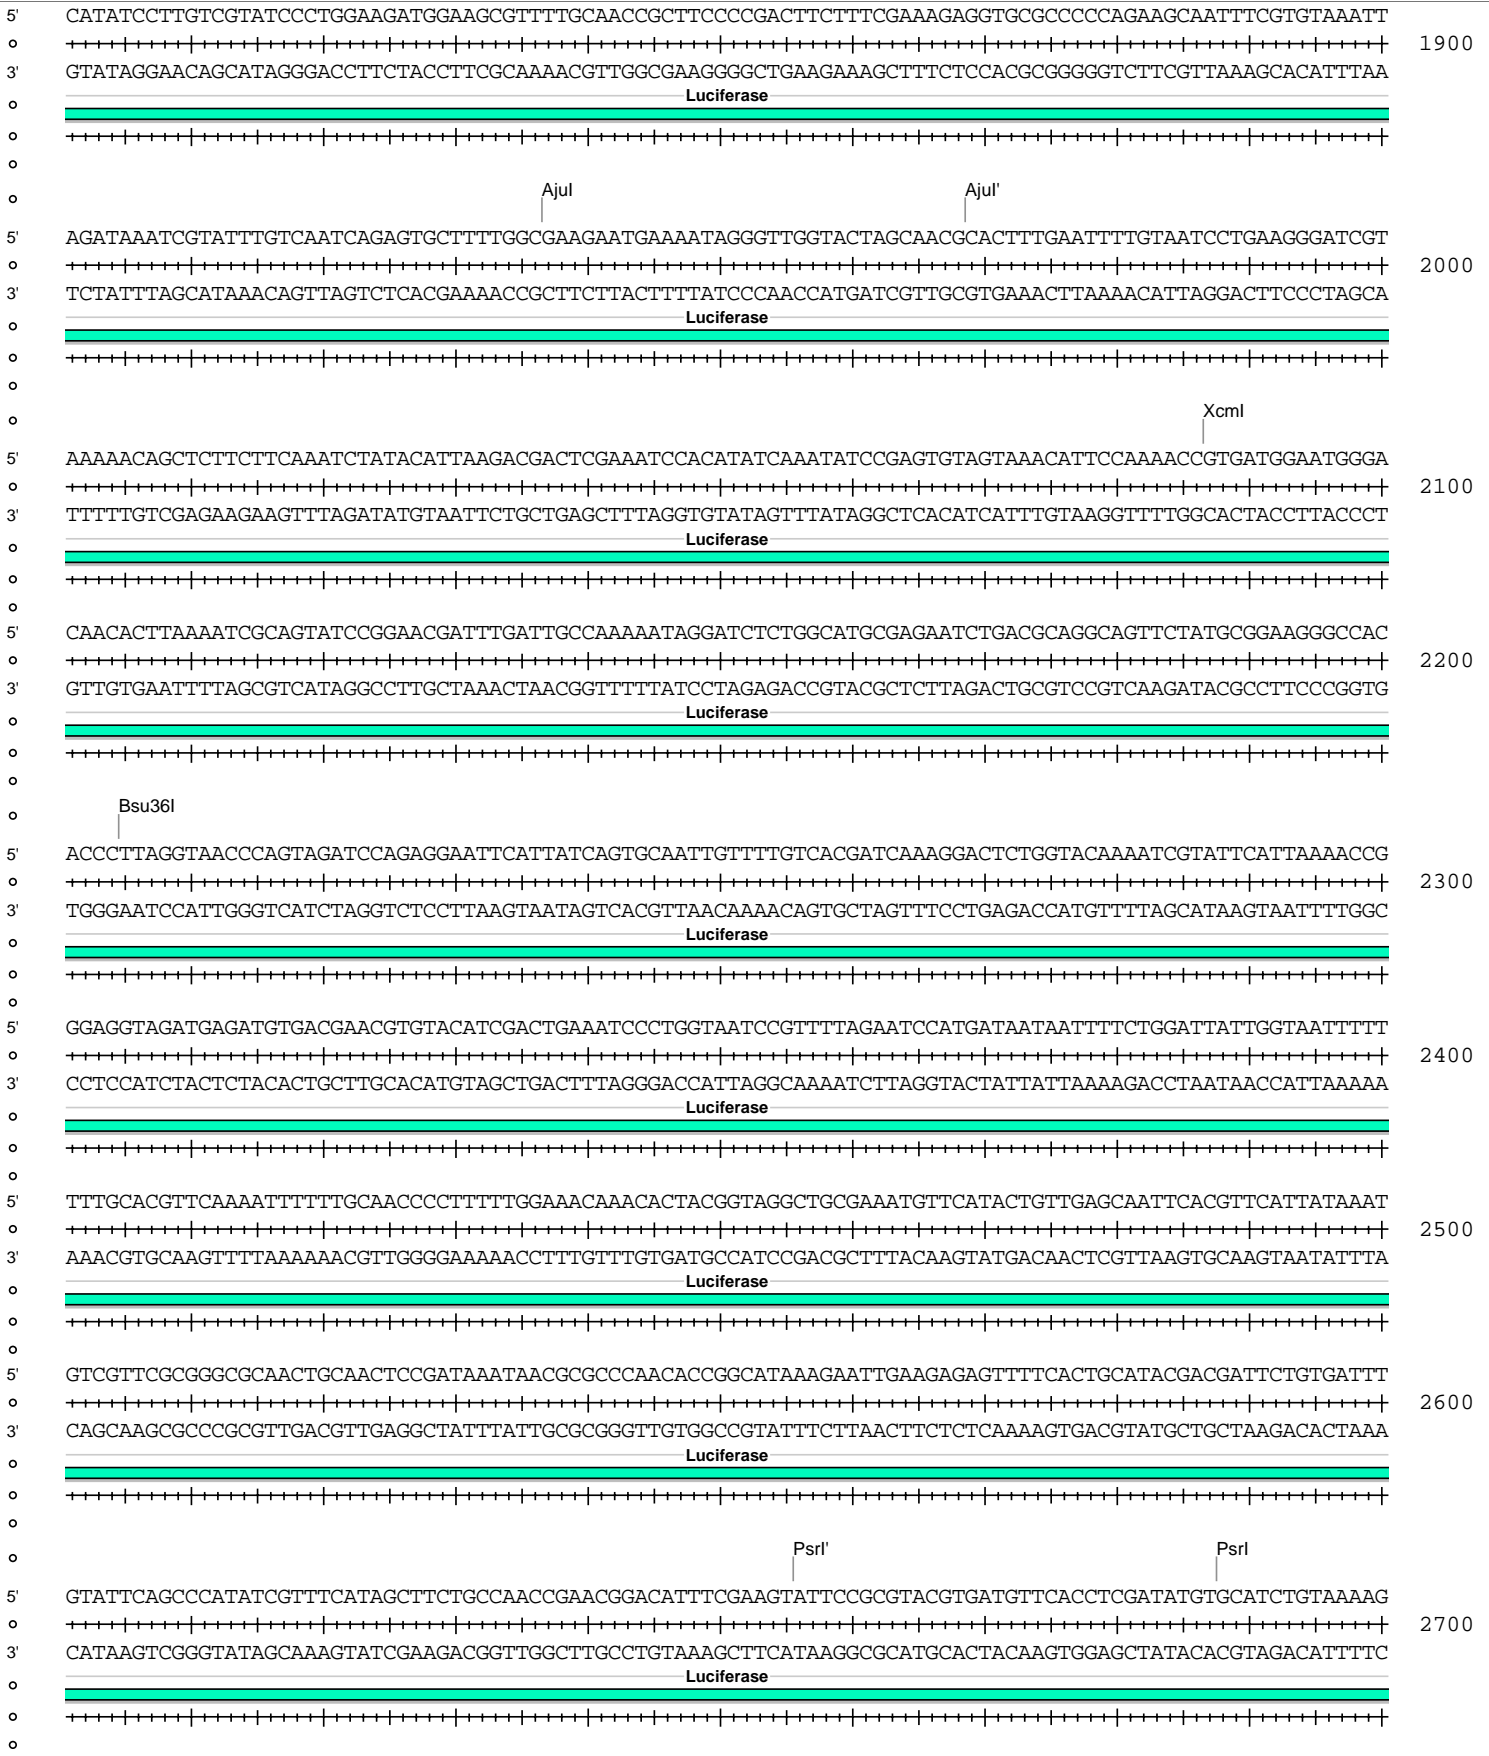 5' CATATCCTTGTCGTATCCCTGGAAGATGGAAGCGTTTTGCAACCGCTTCCCCGACTTCTTTCGAAAGAGGTGCGCCCCCAGAAGCAATTTCGTGTAAATT
1900
3' GTATAGGAACAGCATAGGGACCTTCTACCTTCGCAAAACGTTGGCGAAGGGGCTGAAGAAAGCTTTCTCCACGCGGGGGTCTTCGTTAAAGCACATTTAA
Luciferase
AjuI AjuI'
5' AGATAAATCGTATTTGTCAATCAGAGTGCTTTTGGCGAAGAATGAAAATAGGGTTGGTACTAGCAACGCACTTTGAATTTTGTAATCCTGAAGGGATCGT
2000
3' TCTATTTAGCATAAACAGTTAGTCTCACGAAAACCGCTTCTTACTTTTATCCCAACCATGATCGTTGCGTGAAACTTAAAACATTAGGACTTCCCTAGCA
Luciferase
XcmI
5' AAAAACAGCTCTTCTTCAAATCTATACATTAAGACGACTCGAAATCCACATATCAAATATCCGAGTGTAGTAAACATTCCAAAACCGTGATGGAATGGGA
2100
3' TTTTTGTCGAGAAGAAGTTTAGATATGTAATTCTGCTGAGCTTTAGGTGTATAGTTTATAGGCTCACATCATTTGTAAGGTTTTGGCACTACCTTACCCT
Luciferase
5' CAACACTTAAAATCGCAGTATCCGGAACGATTTGATTGCCAAAAATAGGATCTCTGGCATGCGAGAATCTGACGCAGGCAGTTCTATGCGGAAGGGCCAC
2200
3' GTTGTGAATTTTAGCGTCATAGGCCTTGCTAAACTAACGGTTTTTATCCTAGAGACCGTACGCTCTTAGACTGCGTCCGTCAAGATACGCCTTCCCGGTG
Luciferase
Bsu36I
5' ACCCTTAGGTAACCCAGTAGATCCAGAGGAATTCATTATCAGTGCAATTGTTTTGTCACGATCAAAGGACTCTGGTACAAAATCGTATTCATTAAAACCG
2300
3' TGGGAATCCATTGGGTCATCTAGGTCTCCTTAAGTAATAGTCACGTTAACAAAACAGTGCTAGTTTCCTGAGACCATGTTTTAGCATAAGTAATTTTGGC
Luciferase
5' GGAGGTAGATGAGATGTGACGAACGTGTACATCGACTGAAATCCCTGGTAATCCGTTTTAGAATCCATGATAATAATTTTCTGGATTATTGGTAATTTTT
2400
3' CCTCCATCTACTCTACACTGCTTGCACATGTAGCTGACTTTAGGGACCATTAGGCAAAATCTTAGGTACTATTATTAAAAGACCTAATAACCATTAAAAA
Luciferase
5' TTTGCACGTTCAAAATTTTTTGCAACCCCTTTTTGGAAACAAACACTACGGTAGGCTGCGAAATGTTCATACTGTTGAGCAATTCACGTTCATTATAAAT
2500
3' AAACGTGCAAGTTTTAAAAAACGTTGGGGAAAAACCTTTGTTTGTGATGCCATCCGACGCTTTACAAGTATGACAACTCGTTAAGTGCAAGTAATATTTA
Luciferase
5' GTCGTTCGCGGGCGCAACTGCAACTCCGATAAATAACGCGCCCAACACCGGCATAAAGAATTGAAGAGAGTTTTCACTGCATACGACGATTCTGTGATTT
2600
3' CAGCAAGCGCCCGCGTTGACGTTGAGGCTATTTATTGCGCGGGTTGTGGCCGTATTTCTTAACTTCTCTCAAAAGTGACGTATGCTGCTAAGACACTAAA
Luciferase
PsrI' PsrI
5' GTATTCAGCCCATATCGTTTCATAGCTTCTGCCAACCGAACGGACATTTCGAAGTATTCCGCGTACGTGATGTTCACCTCGATATGTGCATCTGTAAAAG
2700
3' CATAAGTCGGGTATAGCAAAGTATCGAAGACGGTTGGCTTGCCTGTAAAGCTTCATAAGGCGCATGCACTACAAGTGGAGCTATACACGTAGACATTTTC
Luciferase